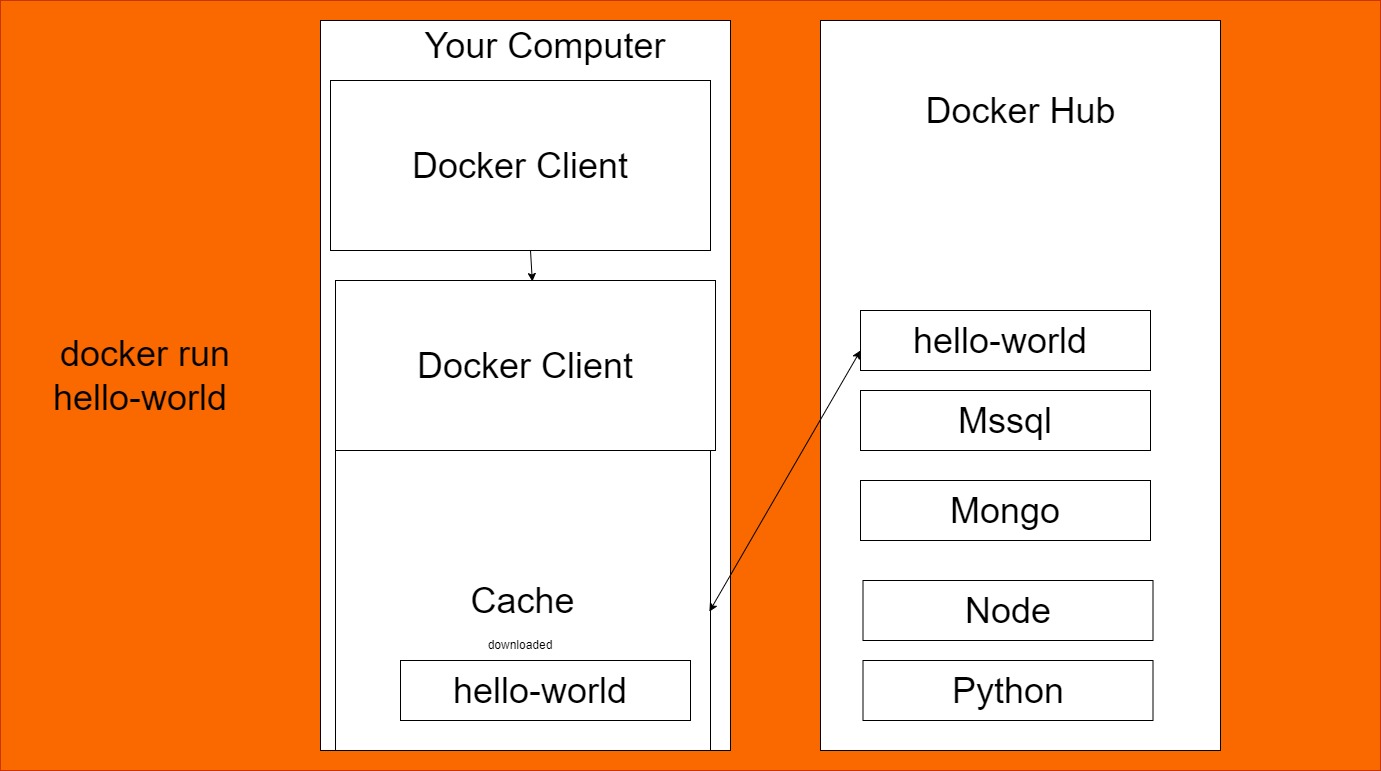 docker run
hello-world
Your Computer
Docker Client
Docker Client
Cache
downloaded
hello-world
Docker Hub
hello-world
Mssql
Mongo
Node
Python